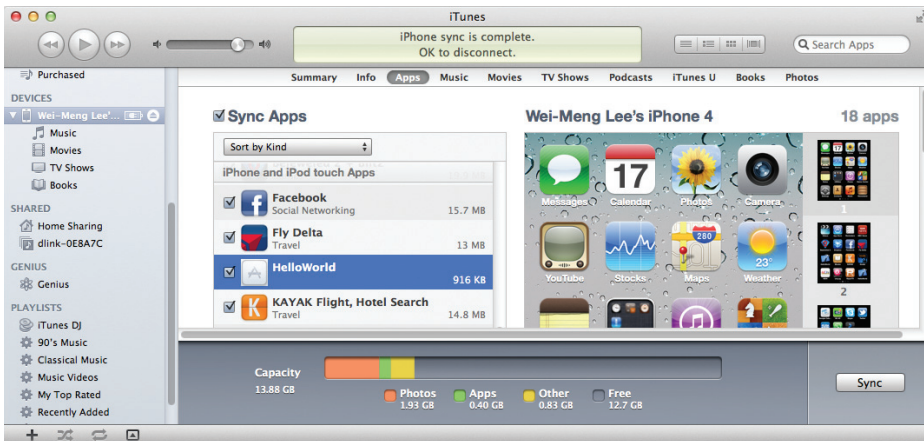 iTunes
iPhone sync is complete.
OK to disconnect.
Search Apps
Purchased
Summary Info Apps Music Movies TV Shows Podcasts iTunes U Books Photos
DEVICES
Wei-Meng Lee'...
Music
Movies
TV Shows
Books
SHARED
Home Sharing
dlink-0E8A7C
GENIUS
Genius
PLAYLISTS
iTunes DJ
90's Music
Classical Music
Music Videos
My Top Rated
Recently Added
Sync Apps
Sort by Kind
iPhone and iPod touch Apps
Facebook
Social Networking 15.7 MB
Fly Delta
Travel 13 MB
HelloWorld
916 KB
KAYAK Flight, Hotel Search
Travel 14.8 MB
Wei-Meng Lee's iPhone 4 18 apps
17
280
23°
Messages Calendar Photos Camera
YouTube Stocks Maps Weather
1
2
Capacity
13.88 GB
Photos Apps Other Free
1.93 GB 0.40 GB 0.83 GB 12.7 GB
Sync